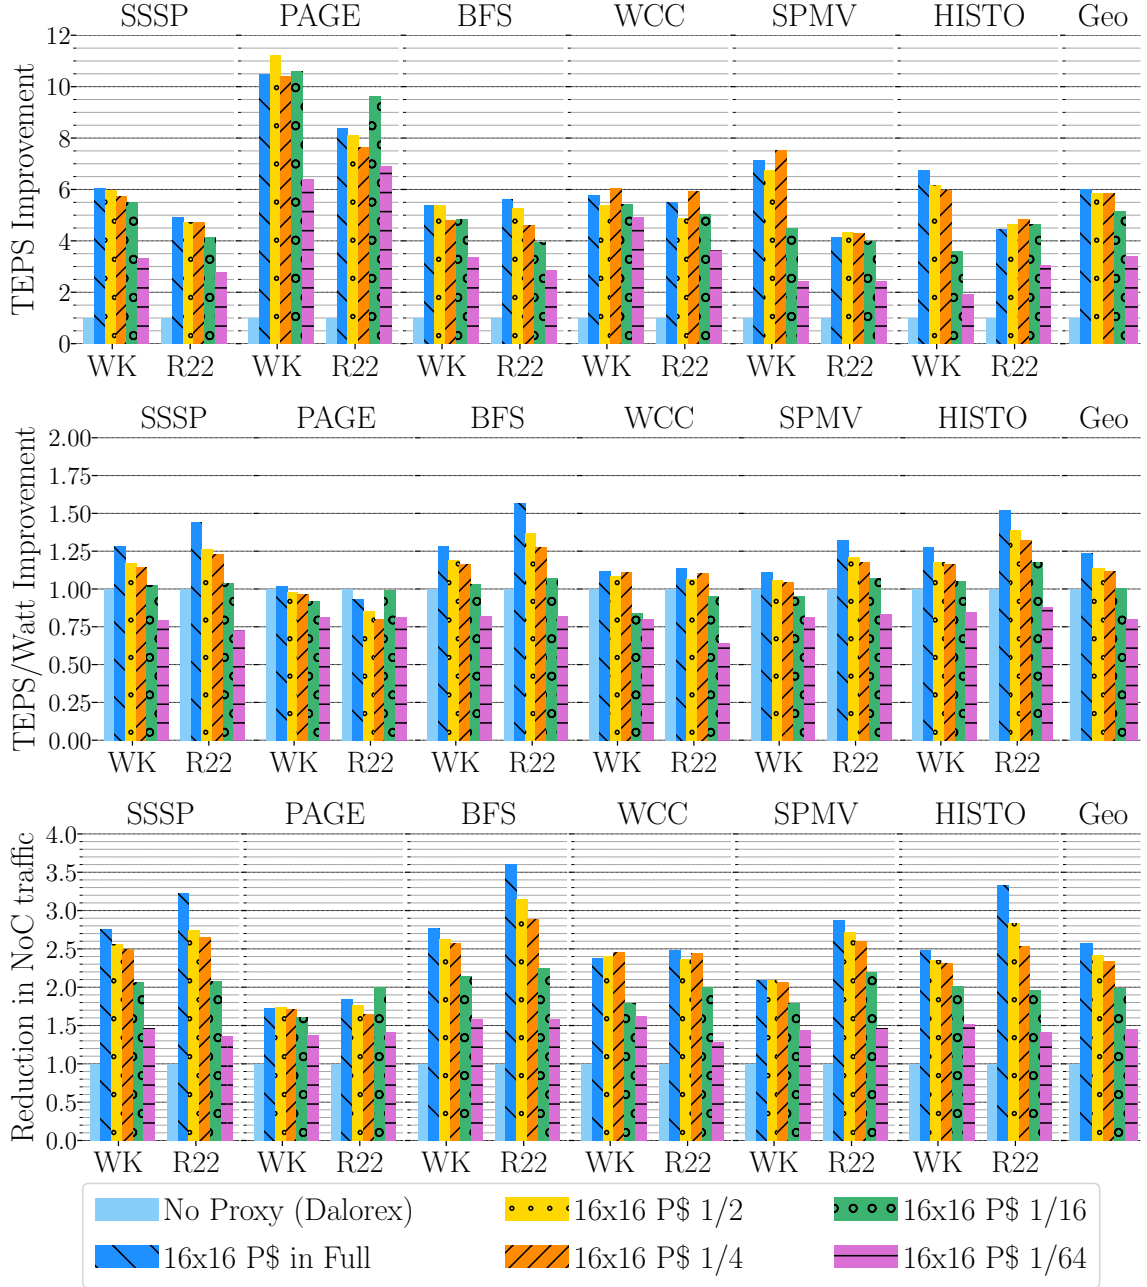 SSSP PAGE BFS WCC SPMV HISTO Geo
TEPS Improvement
12
10
8
6
4
2
0
WK R22 WK R22 WK R22 WK R22 WK R22 WK R22
SSSP PAGE BFS WCC SPMV HISTO Geo
TEPS/Watt Improvement
2.00
1.75
1.50
1.25
1.00
0.75
0.50
0.25
0.00
WK R22 WK R22 WK R22 WK R22 WK R22 WK R22
SSSP PAGE BFS WCC SPMV HISTO Geo
Reduction in NoC traffic
4.0
3.5
3.0
2.5
2.0
1.5
1.0
0.5
0.0
WK R22 WK R22 WK R22 WK R22 WK R22 WK R22
No Proxy (Dalorex) 16x16 P$ 1/2 16x16 P$ 1/16
16x16 P$ in Full 16x16 P$ 1/4 16x16 P$ 1/64